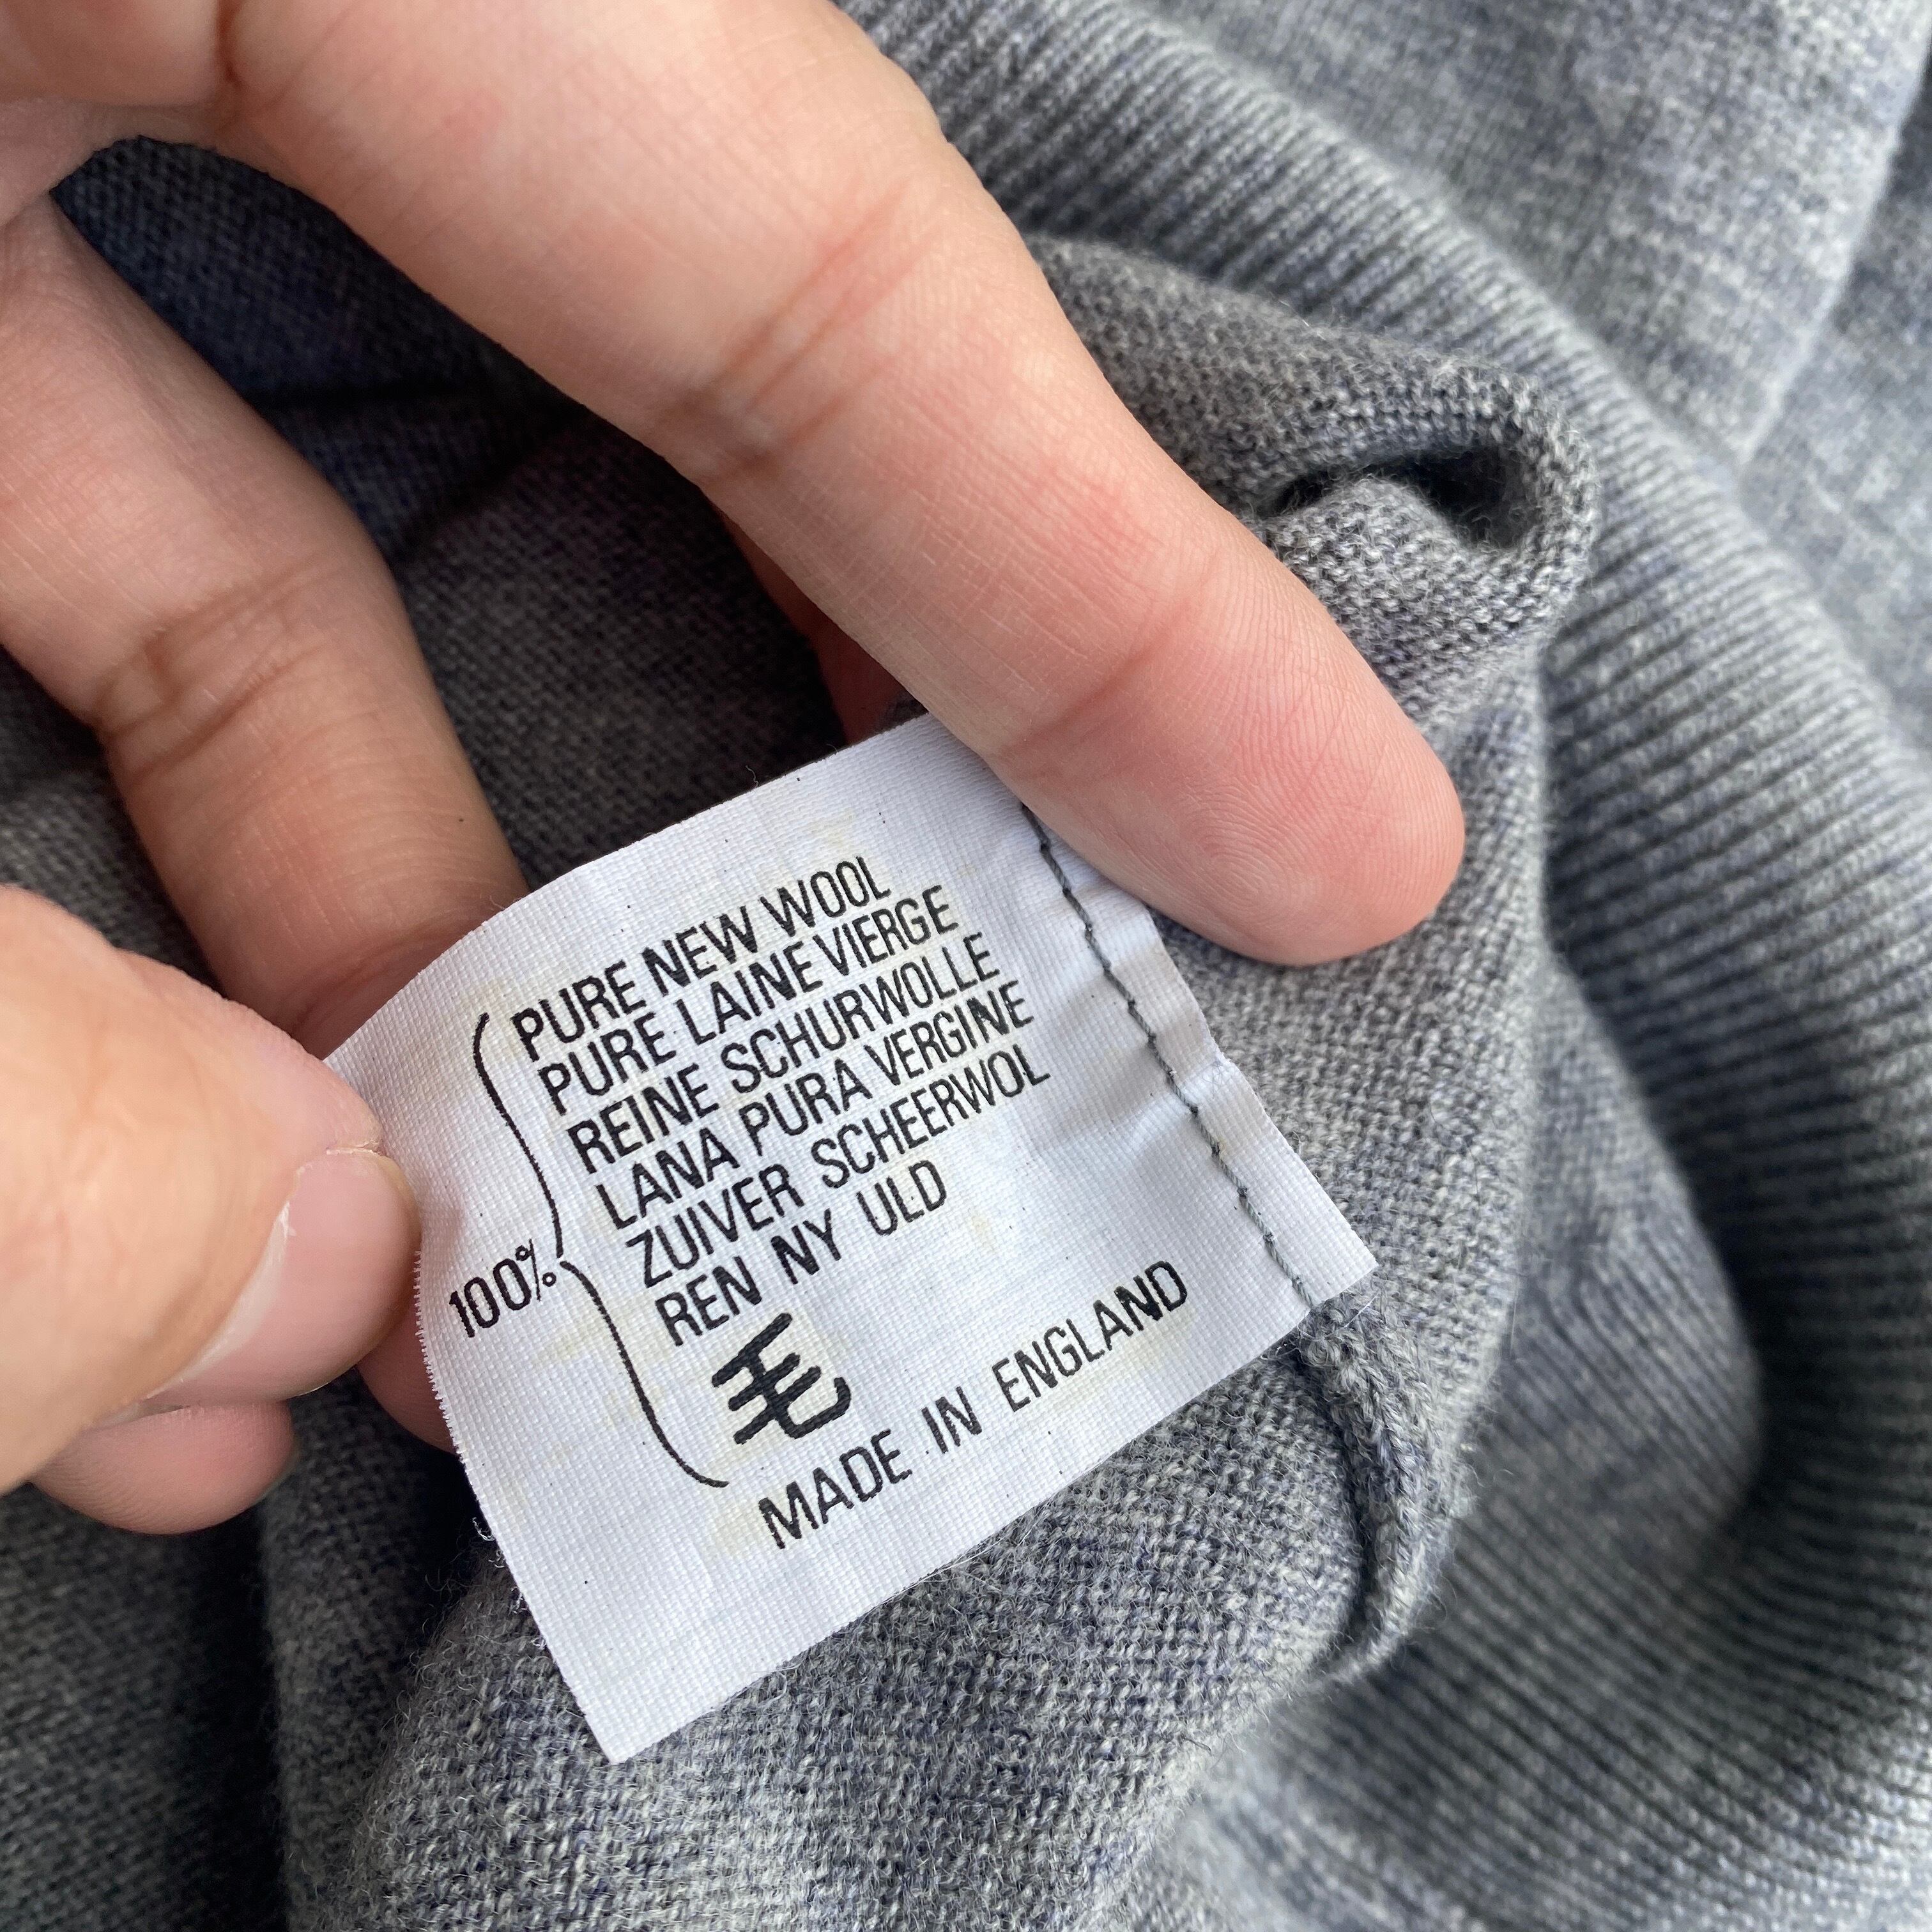 PURE NEW WOOL
PURE LAINE VIERGE
REINE SCHURWOLLE
LANA PURA VERGINE
ZUIVER SCHEERWOL
REN NY ULD
100%
毛
MADE IN ENGLAND